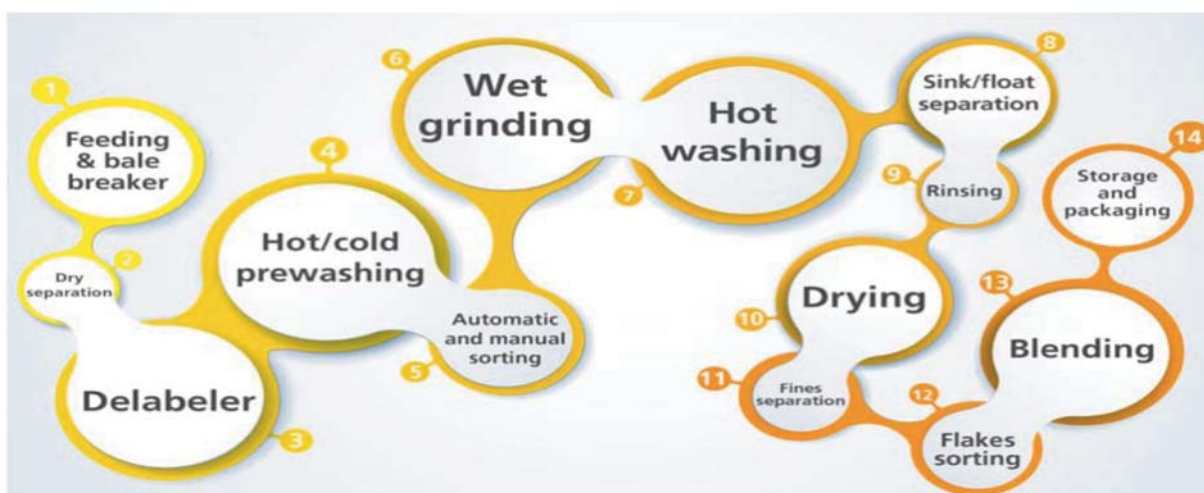 1
Feeding
& bale
breaker
2
Dry
separation
3
Delabeler
4
Hot/cold
prewashing
5
Automatic
and manual
sorting
6
Wet
grinding
7
Hot
washing
8
Sink/float
separation
9
Rinsing
10
Drying
11
Fines
separation
12
Flakes
sorting
13
Blending
14
Storage
and
packaging